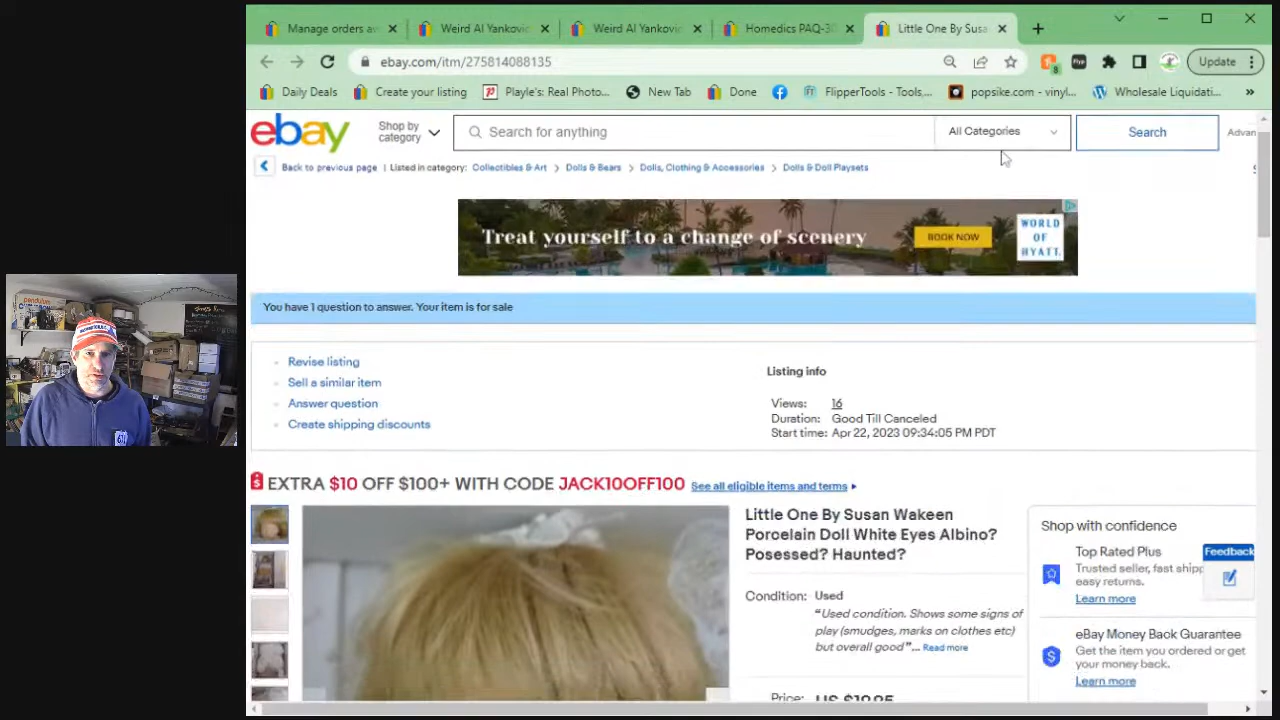 Manage orders aw
Weird Al Yankovic
Weird Al Yankovic
Homedics PAQ-30
Little One By Susa
ebay.com/itm/275814088135
Update
Daily Deals
Create your listing
Playle's: Real Photo...
New Tab
Done
FlipperTools - Tools,...
popsike.com - vinyl...
Wholesale Liquidati...
ebay
Shop by category
Search for anything
All Categories
Search
Advan
Back to previous page | Listed in category: Collectibles & Art > Dolls & Bears > Dolls, Clothing & Accessories > Dolls & Doll Playsets
Treat yourself to a change of scenery
BOOK NOW
WORLD
OF
HYATT
You have 1 question to answer. Your item is for sale
Revise listing
Sell a similar item
Answer question
Create shipping discounts
Listing info
Views: 16
Duration: Good Till Canceled
Start time: Apr 22, 2023 09:34:05 PM PDT
EXTRA $10 OFF $100+ WITH CODE JACK10OFF100 See all eligible items and terms
Little One By Susan Wakeen
Porcelain Doll White Eyes Albino?
Posessed? Haunted?
Condition: Used
"Used condition. Shows some signs of
play (smudges, marks on clothes etc)
but overall good"... Read more
Price: US $19.95
Shop with confidence
Top Rated Plus
Trusted seller, fast shipp
easy returns.
Learn more
Feedback
eBay Money Back Guarantee
Get the item you ordered or get
your money back.
Learn more